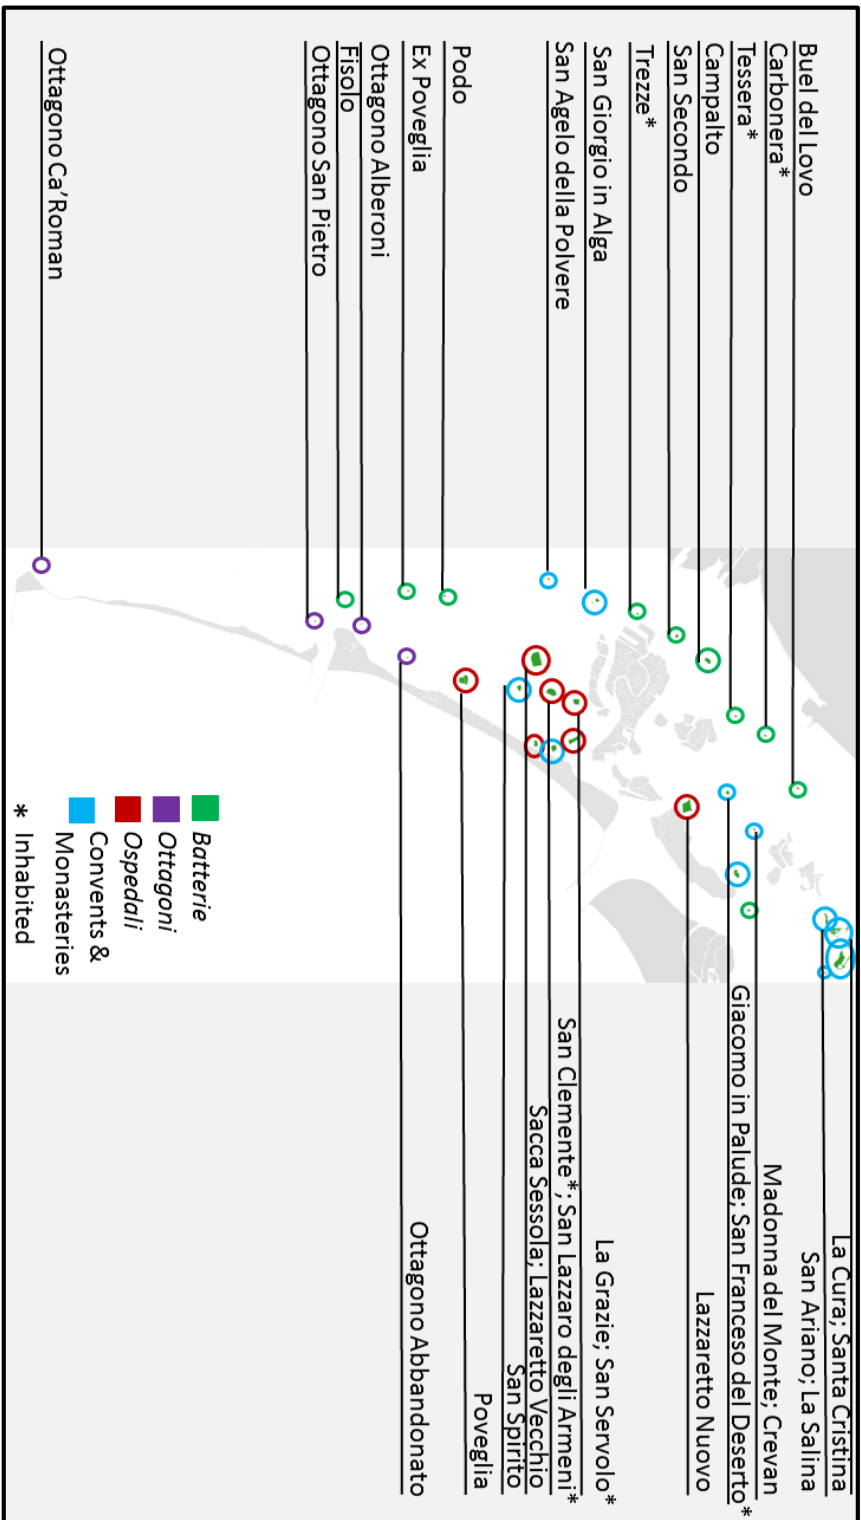 Buel del Lovo
Carbonera*
Tessera*
Campalto
San Secondo
Trezze*
San Giorgio in Alga
San Agelo della Polvere
Podo
Ex Poveglia
Ottagono Alberoni
Fisolo
Ottagono San Pietro
Ottagono Ca'Roman
La Cura; Santa Cristina
San Ariano; La Salina
Madonna del Monte; Crevan
Giacomo in Palude; San Franceso del Deserto*
Lazzaretto Nuovo
La Grazie; San Servolo*
San Clemente*; San Lazzaro degli Armeni*
Sacca Sessola; Lazzaretto Vecchio
San Spirito
Poveglia
Ottagono Abbandonato
Batterie
Ottagoni
Ospedali
Convents &
Monasteries
* Inhabited